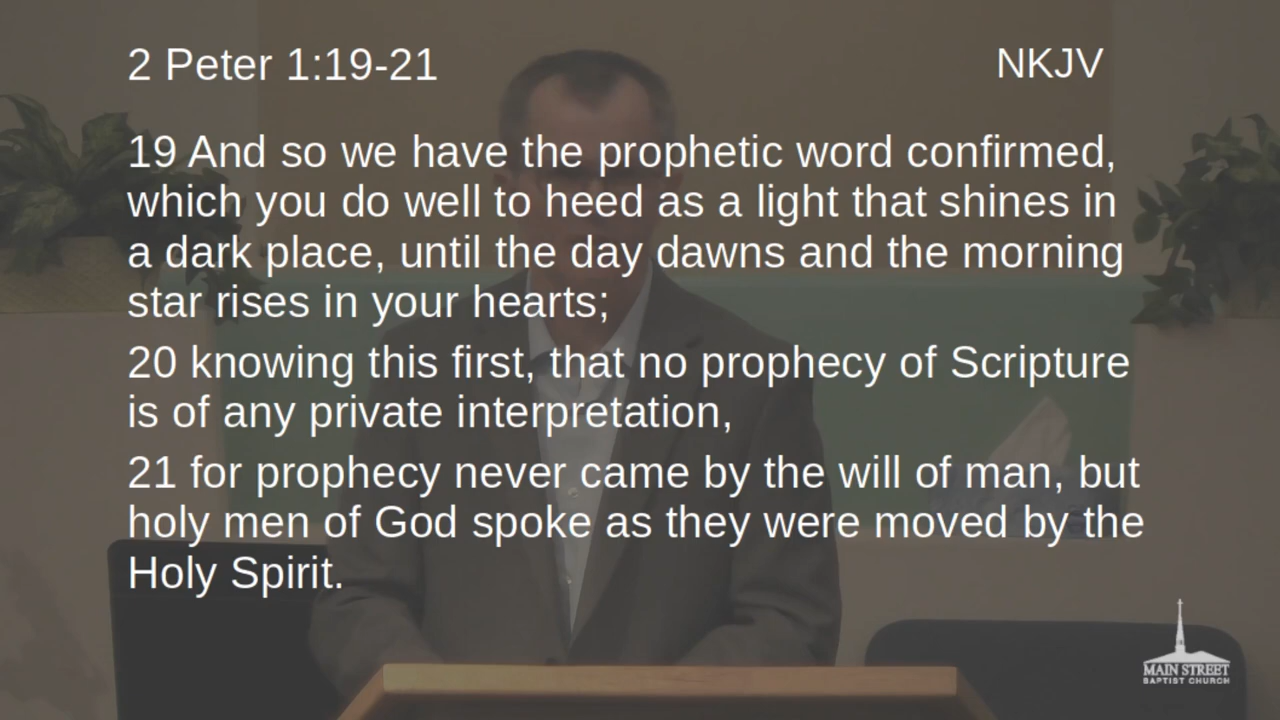 2 Peter 1:19-21 NKJV
19 And so we have the prophetic word confirmed,
which you do well to heed as a light that shines in
a dark place, until the day dawns and the morning
star rises in your hearts;
20 knowing this first, that no prophecy of Scripture
is of any private interpretation,
21 for prophecy never came by the will of man, but
holy men of God spoke as they were moved by the
Holy Spirit.
MAIN STREET
BAPTIST CHURCH